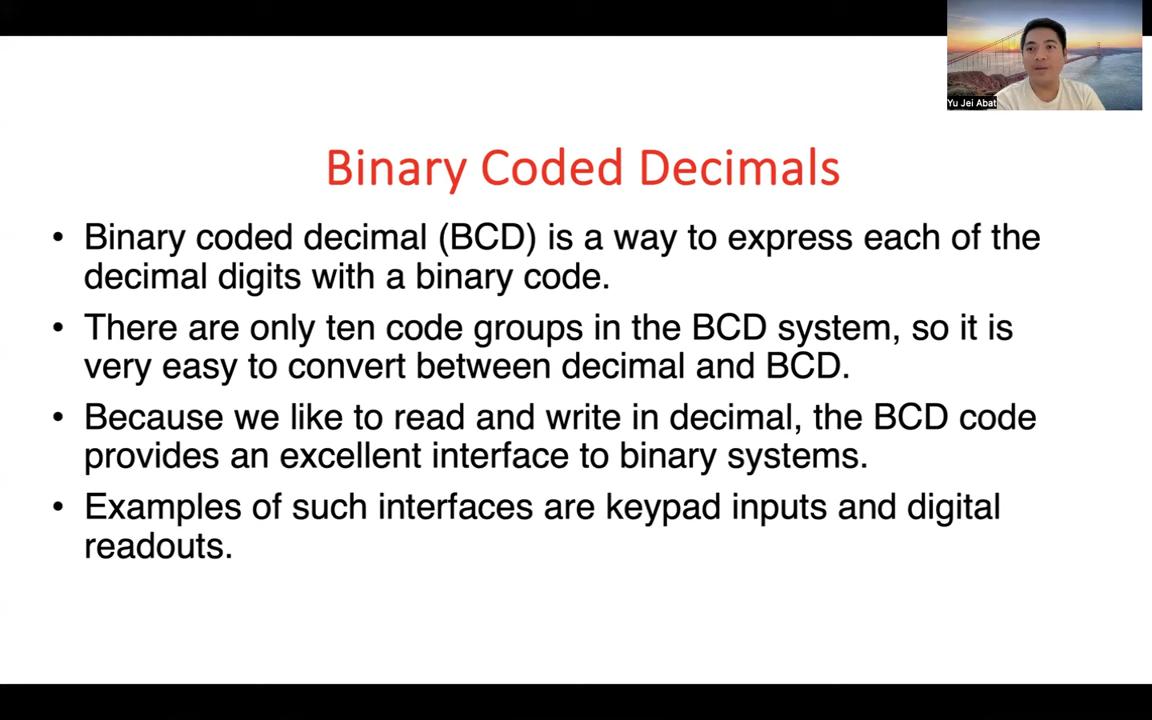 Yu Jei Abat
Binary Coded Decimals
• Binary coded decimal (BCD) is a way to express each of the
decimal digits with a binary code.
• There are only ten code groups in the BCD system, so it is
very easy to convert between decimal and BCD.
• Because we like to read and write in decimal, the BCD code
provides an excellent interface to binary systems.
• Examples of such interfaces are keypad inputs and digital
readouts.